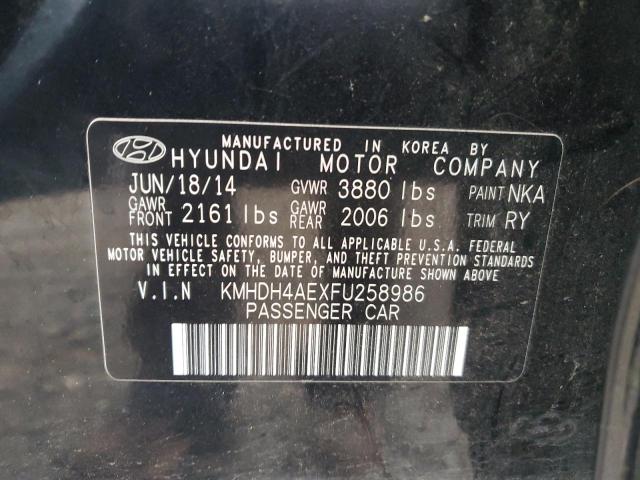 MANUFACTURED IN KOREA BY
HYUNDAI MOTOR COMPANY
JUN/18/14 GVWR 3880 lbs PAINT NKA
GAWR FRONT 2161 lbs GAWR REAR 2006 lbs TRIM RY
THIS VEHICLE CONFORMS TO ALL APPLICABLE U.S.A. FEDERAL
MOTOR VEHICLE SAFETY, BUMPER, AND THEFT PREVENTION
STANDARDS IN EFFECT ON THE DATE OF MANUFACTURE SHOWN ABOVE
V.I.N KMHDH4AEXFU258986
PASSENGER CAR